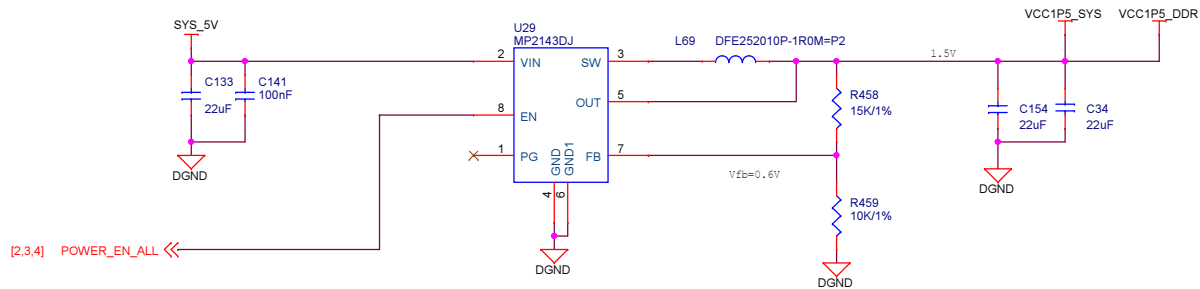 SYS_5V
VCC1P5_SYS VCC1P5_DDR
U29
MP2143DJ
L69 DFE252010P-1R0M=P2
1.5V
2 VIN SW 3
C133
22uF
C141
100nF
OUT 5
R458
15K/1%
8 EN
C154
22uF
C34
22uF
1 PG FB 7
GND
GND1
4
6
Vfb=0.6V
DGND
DGND
R459
10K/1%
[2,3,4] POWER_EN_ALL
DGND
DGND